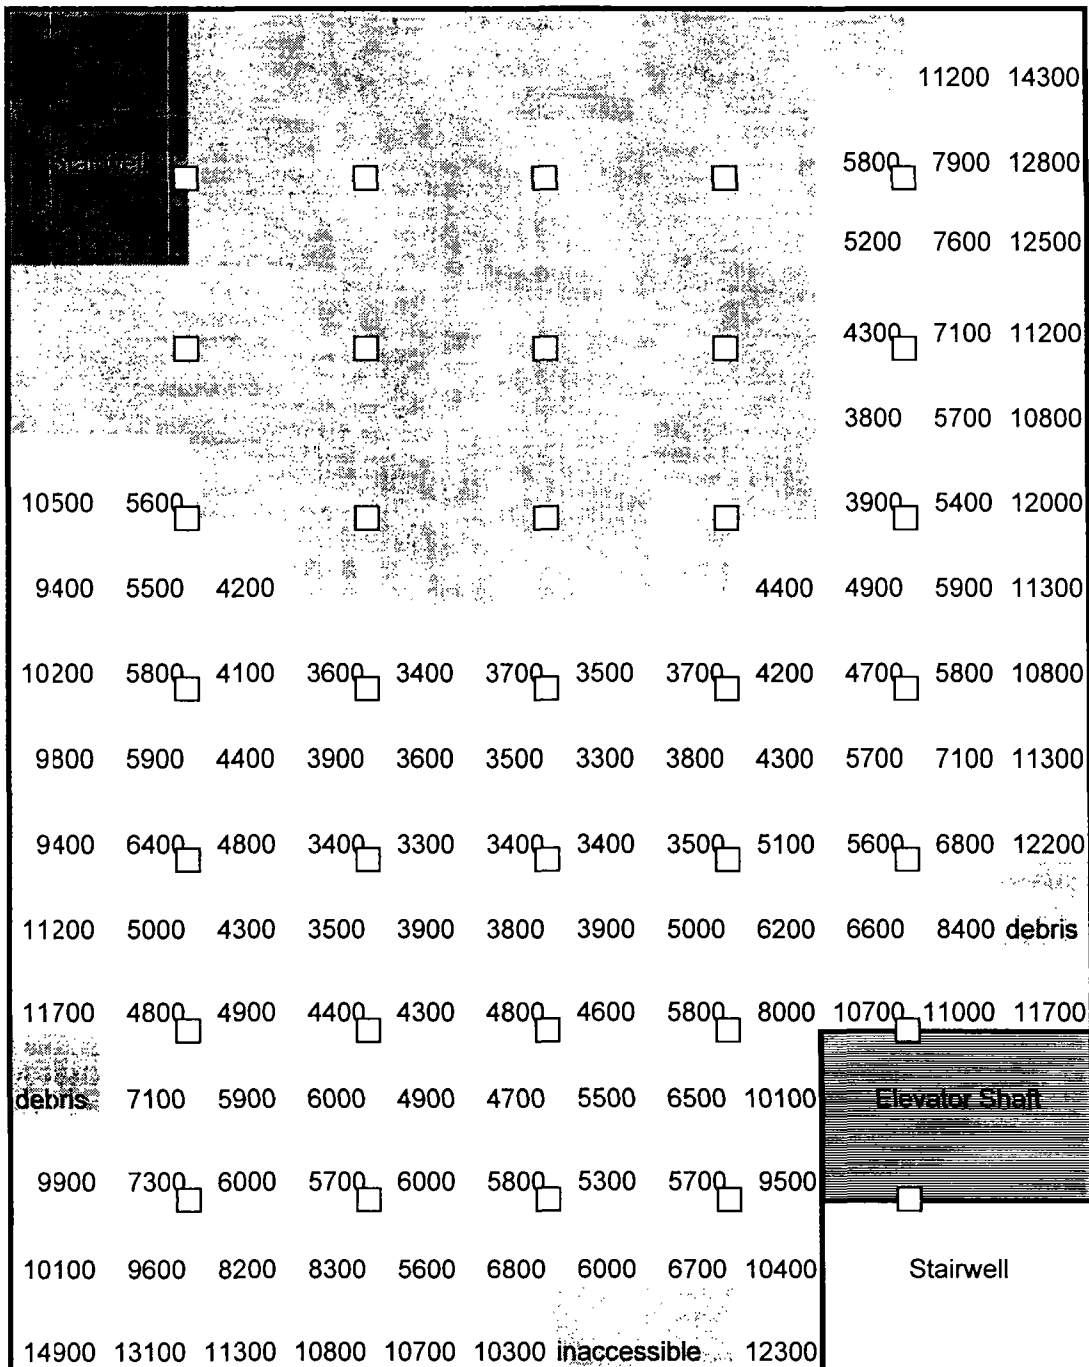 11200 14300
Stairwell 5800 7900 12800
5200 7600 12500
4300 7100 11200
3800 5700 10800
10500 5600 3900 5400 12000
9400 5500 4200 4400 4900 5900 11300
10200 5800 4100 3600 3400 3700 3500 3700 4200 4700 5800 10800
9800 5900 4400 3900 3600 3500 3300 3800 4300 5700 7100 11300
9400 6400 4800 3400 3300 3400 3400 3500 5100 5600 6800 12200
11200 5000 4300 3500 3900 3800 3900 5000 6200 6600 8400 debris
11700 4800 4900 4400 4300 4800 4600 5800 8000 10700 11000 11700
debris 7100 5900 6000 4900 4700 5500 6500 10100 Elevator Shaft
9900 7300 6000 5700 6000 5800 5300 5700 9500
10100 9600 8200 8300 5600 6800 6000 6700 10400 Stairwell
14900 13100 11300 10800 10700 10300 inaccessible 12300